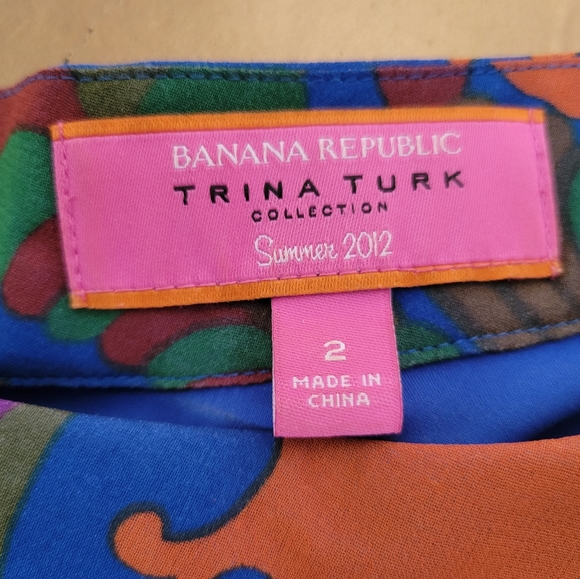 BANANA REPUBLIC
TRINA TURK
COLLECTION
Summer 2012
2
MADE IN
CHINA